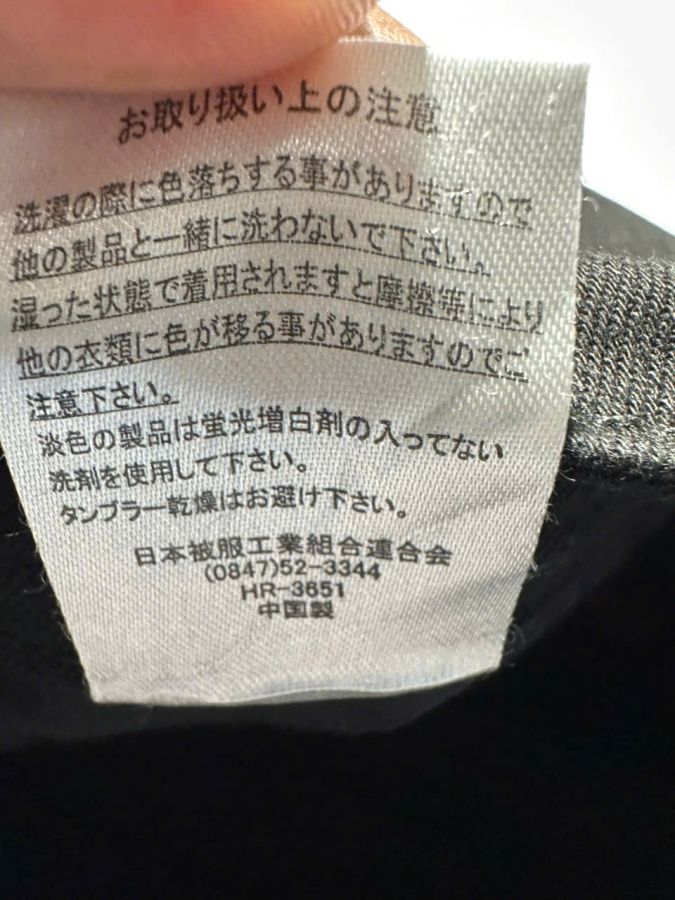 お取り扱い上の注意
洗濯の際に色落ちする事がありますので
他の製品と一緒に洗わないで下さい。
湿った状態で着用されますと摩擦等により
他の衣類に色が移る事がありますのでご
注意下さい。
淡色の製品は蛍光増白剤の入ってない
洗剤を使用して下さい。
タンブラー乾燥はお避け下さい。
日本被服工業組合連合会
(0847)52-3344
HR-3651
中国製